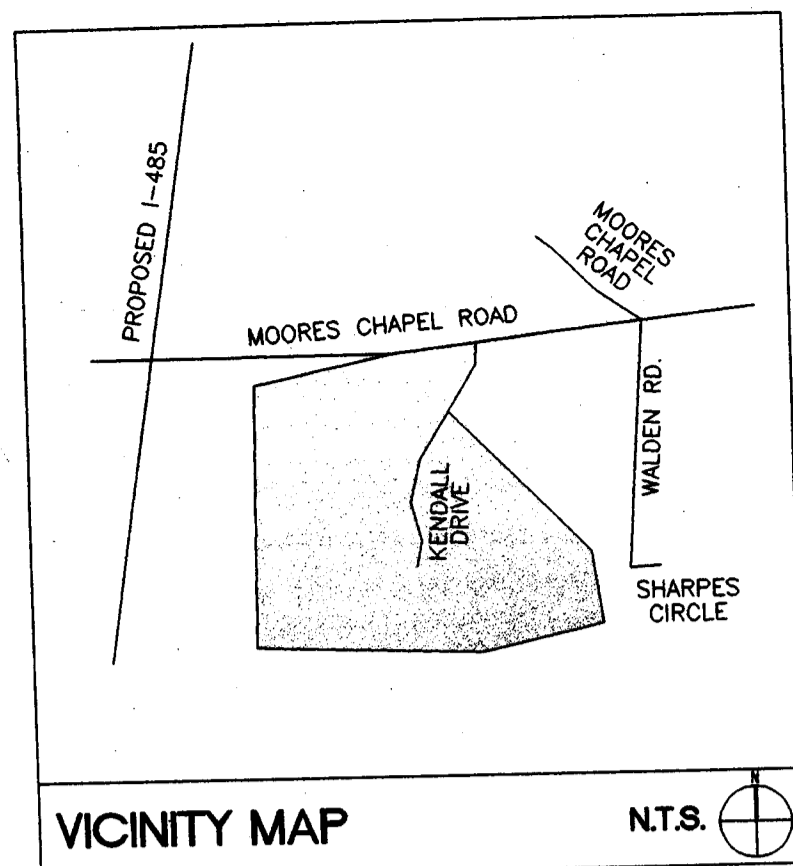 PROPOSED I-485
MOORES
CHAPEL
ROAD
MOORES CHAPEL ROAD
WALDEN RD.
KENDALL
DRIVE
SHARPES
CIRCLE
VICINITY MAP
N.T.S.
N